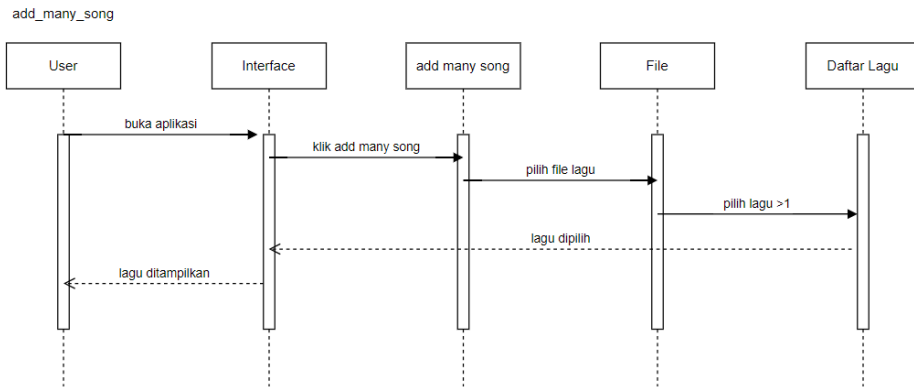 add_many_song
User
Interface
add many song
File
Daftar Lagu
buka aplikasi
klik add many song
pilih file lagu
pilih lagu >1
lagu dipilih
lagu ditampilkan